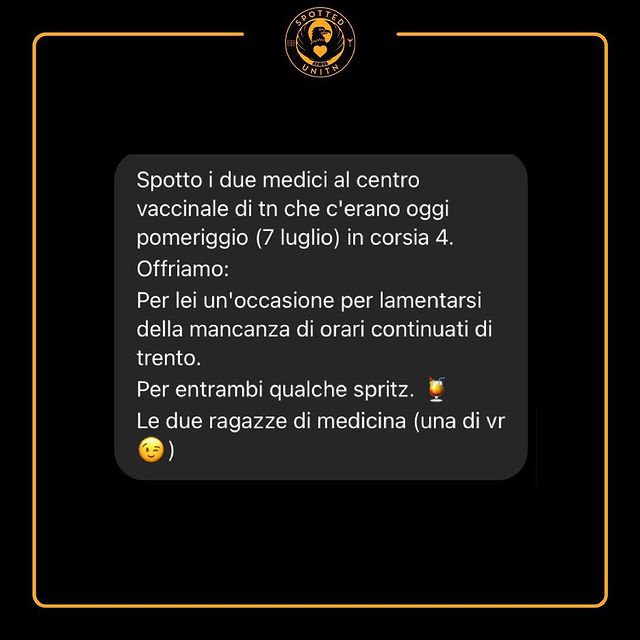 SPOTTED
UNITN
Spotto i due medici al centro
vaccinale di tn che c'erano oggi
pomeriggio (7 luglio) in corsia 4.
Offriamo:
Per lei un'occasione per lamentarsi
della mancanza di orari continuati di
trento.
Per entrambi qualche spritz. 🍹
Le due ragazze di medicina (una di vr
😉)